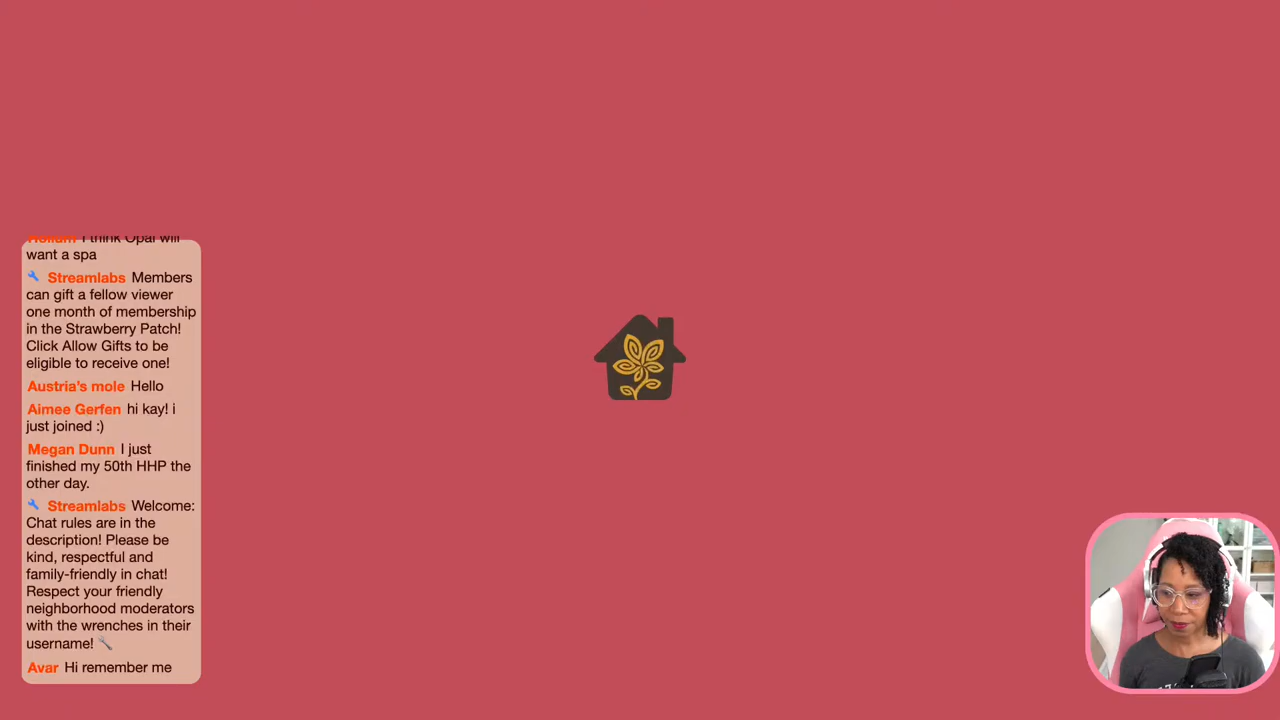 I think Opal will
want a spa
Streamlabs Members
can gift a fellow viewer
one month of membership
in the Strawberry Patch!
Click Allow Gifts to be
eligible to receive one!
Austria's mole Hello
Aimee Gerfen hi kay! i
just joined :)
Megan Dunn I just
finished my 50th HHP the
other day.
Streamlabs Welcome:
Chat rules are in the
description! Please be
kind, respectful and
family-friendly in chat!
Respect your friendly
neighborhood moderators
with the wrenches in their
username!
Avar Hi remember me